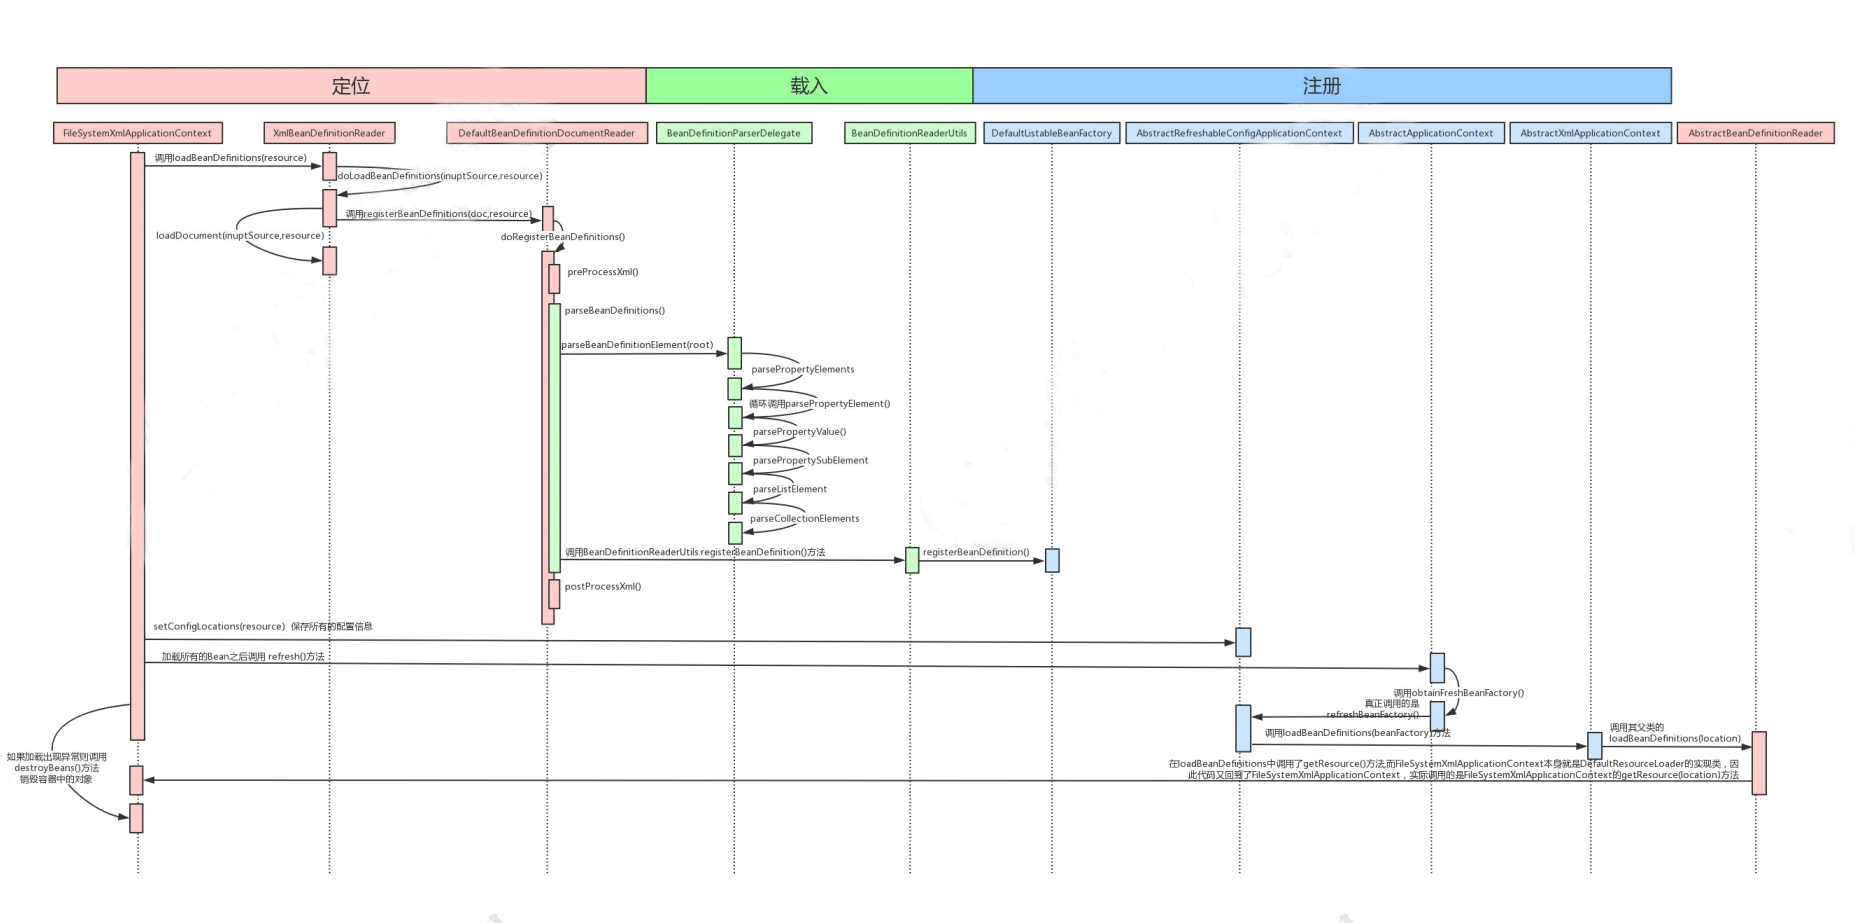 定位
载入
注册
FileSystemXmlApplicationContext
XmlBeanDefinitionReader
DefaultBeanDefinitionDocumentReader
BeanDefinitionParserDelegate
BeanDefinitionReaderUtils
DefaultListableBeanFactory
AbstractRefreshableConfigApplicationContext
AbstractApplicationContext
AbstractXmlApplicationContext
AbstractBeanDefinitionReader
调用loadBeanDefinitions(resource)
doLoadBeanDefinitions(inuptSource,resource)
调用registerBeanDefinitions(doc,resource)
loadDocument(inuptSource,resource)
doRegisterBeanDefinitions()
preProcessXml()
parseBeanDefinitions()
parseBeanDefinitionElement(root)
parsePropertyElements
循环调用parsePropertyElement()
parsePropertyValue()
parsePropertySubElement
parseListElement
parseCollectionElements
调用BeanDefinitionReaderUtils.registerBeanDefinition()方法
registerBeanDefinition()
postProcessXml()
setConfigLocations(resource) 保存所有的配置信息
加载所有的Bean之后调用 refresh()方法
调用obtainFreshBeanFactory()
真正调用的是
refreshBeanFactory()
调用loadBeanDefinitions(beanFactory)方法
调用其父类的
loadBeanDefinitions(location)
如果加载出现异常则调用
destroyBeans()方法
销毁容器中的对象
在loadBeanDefinitions中调用了getResource()方法,而FileSystemXmlApplicationContext本身就是DefaultResourceLoader的实现类，因
此代码又回到了FileSystemXmlApplicationContext，实际调用的是FileSystemXmlApplicationContext的getResource(location)方法